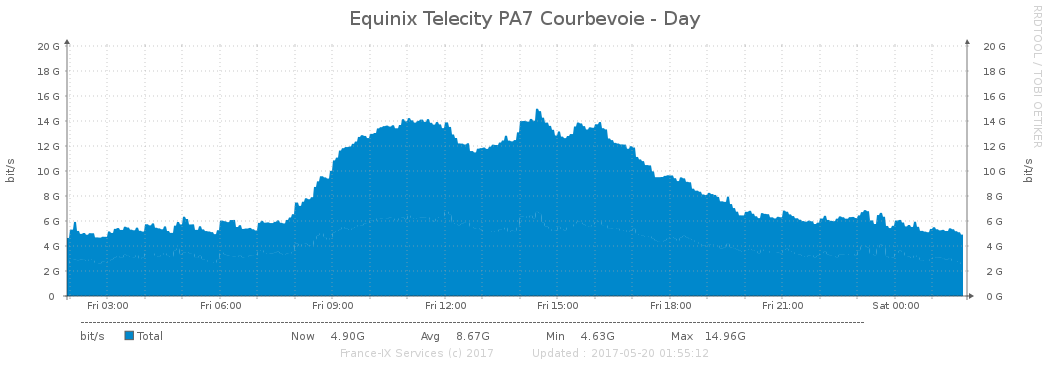 Equinix Telecity PA7 Courbevoie - Day
RRDTOOL / TOBI OETIKER
20 G 20 G
18 G 18 G
16 G 16 G
14 G 14 G
12 G 12 G
10 G 10 G
8 G 8 G
6 G 6 G
4 G 4 G
2 G 2 G
0 0 G
bit/s bit/s
Fri 03:00 Fri 06:00 Fri 09:00 Fri 12:00 Fri 15:00 Fri 18:00 Fri 21:00 Sat 00:00
bit/s Total Now 4.90G Avg 8.67G Min 4.63G Max 14.96G
France-IX Services (c) 2017 Updated : 2017-05-20 01:55:12